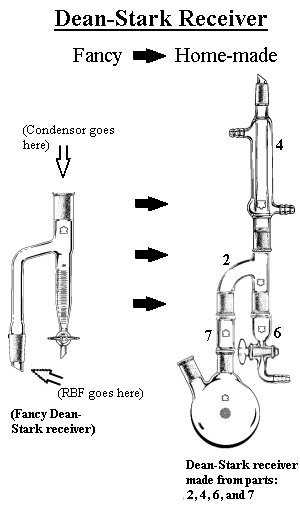 Dean-Stark Receiver
Fancy
Home-made
(Condensor goes
here)
4
2
7
6
(RBF goes here)
(Fancy Dean-
Stark receiver)
Dean-Stark receiver
made from parts:
2, 4, 6, and 7